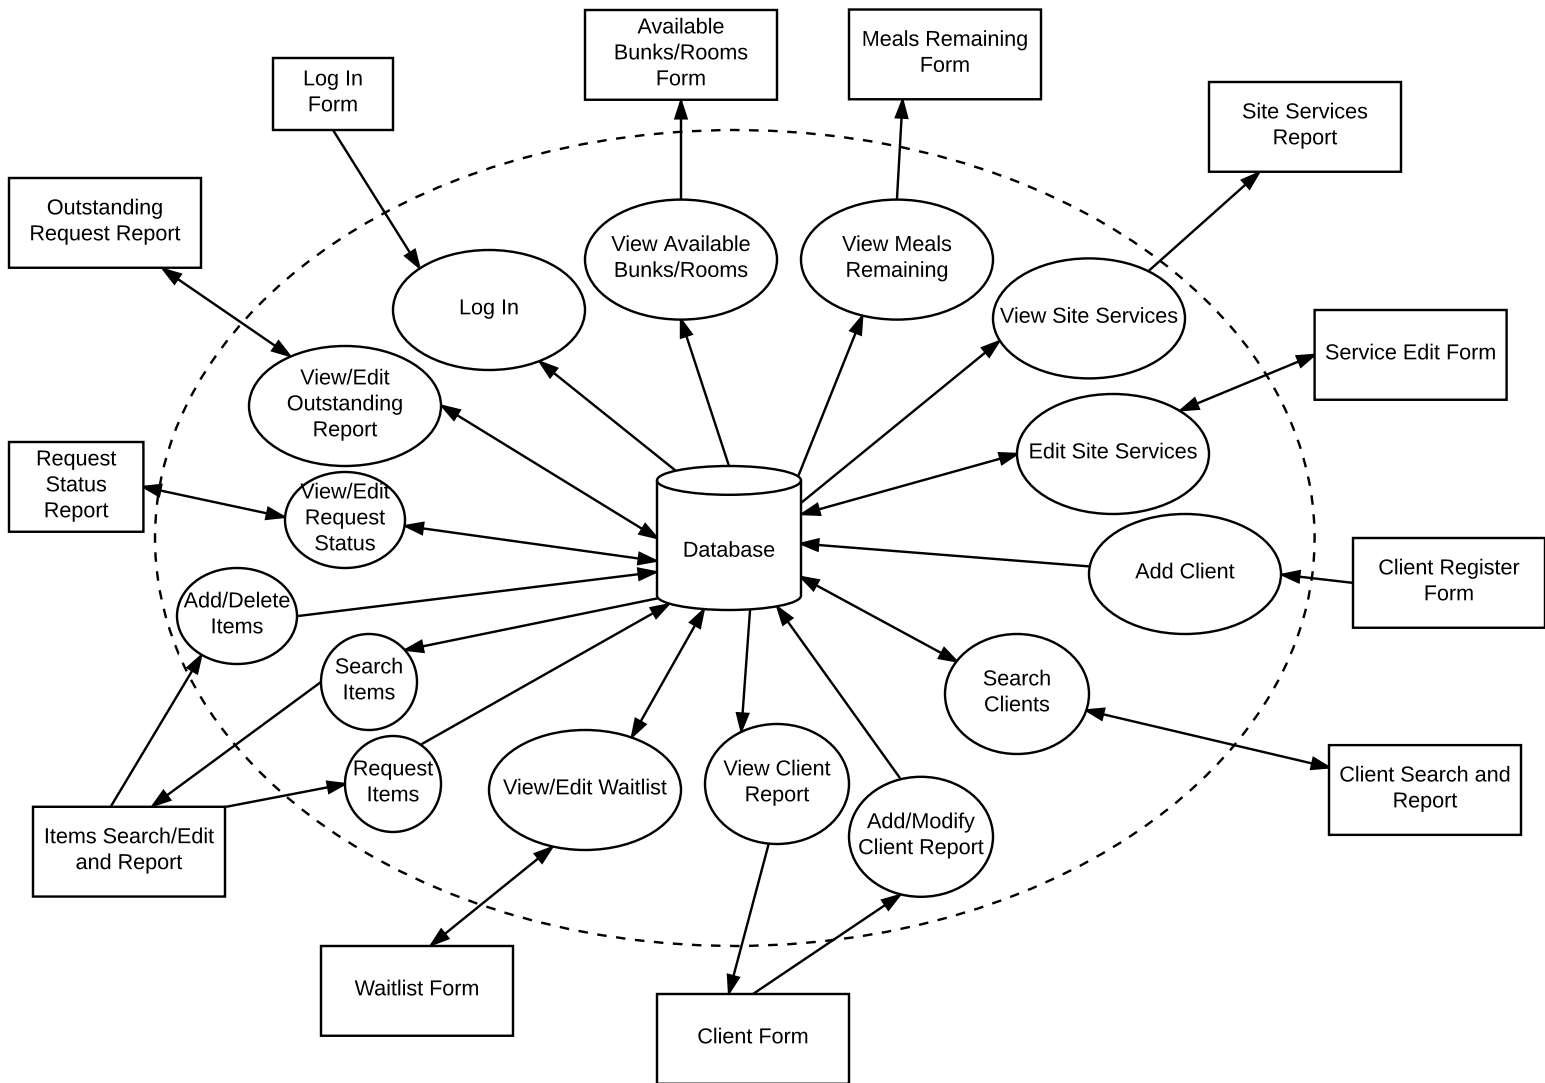 Available
Bunks/Rooms
Form
Meals Remaining
Form
Log In
Form
Site Services
Report
Outstanding
Request Report
View Available
Bunks/Rooms
View Meals
Remaining
Log In
View Site Services
Service Edit Form
View/Edit
Outstanding
Report
Edit Site Services
Request
Status
Report
View/Edit
Request
Status
Database
Add Client
Client Register
Form
Add/Delete
Items
Search
Items
Search
Clients
Request
Items
View/Edit Waitlist
View Client
Report
Client Search and
Report
Add/Modify
Client Report
Items Search/Edit
and Report
Waitlist Form
Client Form